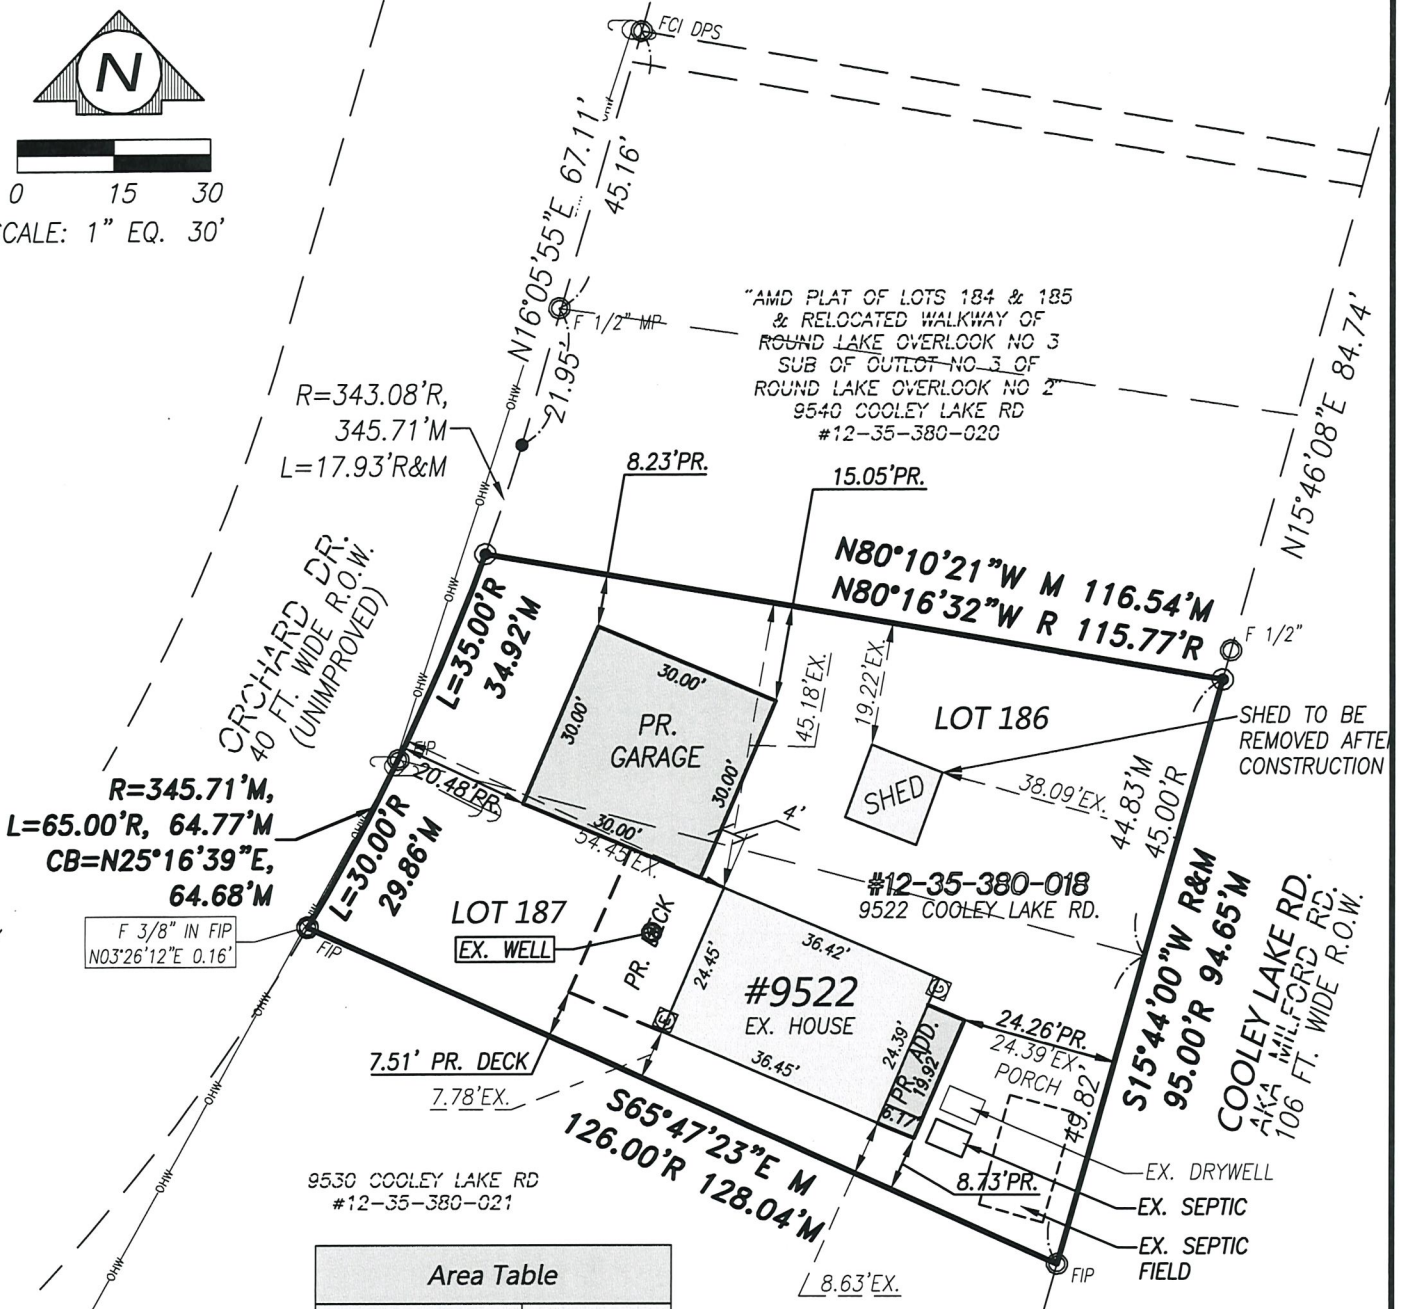 N
0 15 30
SCALE: 1" EQ. 30'
FCI DPS
N16°05'55"E 67.11'
45.16'
F 1/2" MP
21.95'
R=343.08'R,
345.71'M
L=17.93'R&M
"AMD PLAT OF LOTS 184 & 185
& RELOCATED WALKWAY OF
ROUND LAKE OVERLOOK NO 3
SUB OF OUTLOT NO 3 OF
ROUND LAKE OVERLOOK NO 2"
9540 COOLEY LAKE RD
#12-35-380-020
N15°46'08"E 84.74'
8.23'PR.
15.05'PR.
N80°10'21"W M 116.54'M
N80°16'32"W R 115.77'R
F 1/2"
OHW
OHW
OHW
OHW
ORCHARD DR.
40 FT. WIDE R.O.W.
(UNIMPROVED)
L=35.00'R
34.92'M
30.00'
30.00'
PR.
GARAGE
30.00'
30.00'
45.18'EX.
19.22'EX.
LOT 186
SHED
SHED TO BE
REMOVED AFTE
CONSTRUCTION
38.09'EX.
44.83'M
45.00'R
FIP
20.48'PR.
54.45'EX.
4'
R=345.71'M,
L=65.00'R, 64.77'M
CB=N25°16'39"E,
64.68'M
L=30.00'R
29.86'M
F 3/8" IN FIP
N03°26'12"E 0.16'
FIP
LOT 187
EX. WELL
PR. DECK
#12-35-380-018
9522 COOLEY LAKE RD.
24.45'
36.42'
#9522
EX. HOUSE
36.45'
24.39'
G
E
PR. ADD.
19.92'
6.17'
24.26'PR.
24.39'EX.
PORCH
49.82'
S15°44'00"W R&M
95.00'R 94.65'M
COOLEY LAKE RD.
AKA MILFORD RD.
106 FT. WIDE R.O.W.
7.51' PR. DECK
7.78'EX.
S65°47'23"E M
126.00'R 128.04'M
8.73'PR.
8.63'EX.
EX. DRYWELL
EX. SEPTIC
EX. SEPTIC
FIELD
FIP
OHW
OHW
OHW
OHW
9530 COOLEY LAKE RD
#12-35-380-021
Area Table